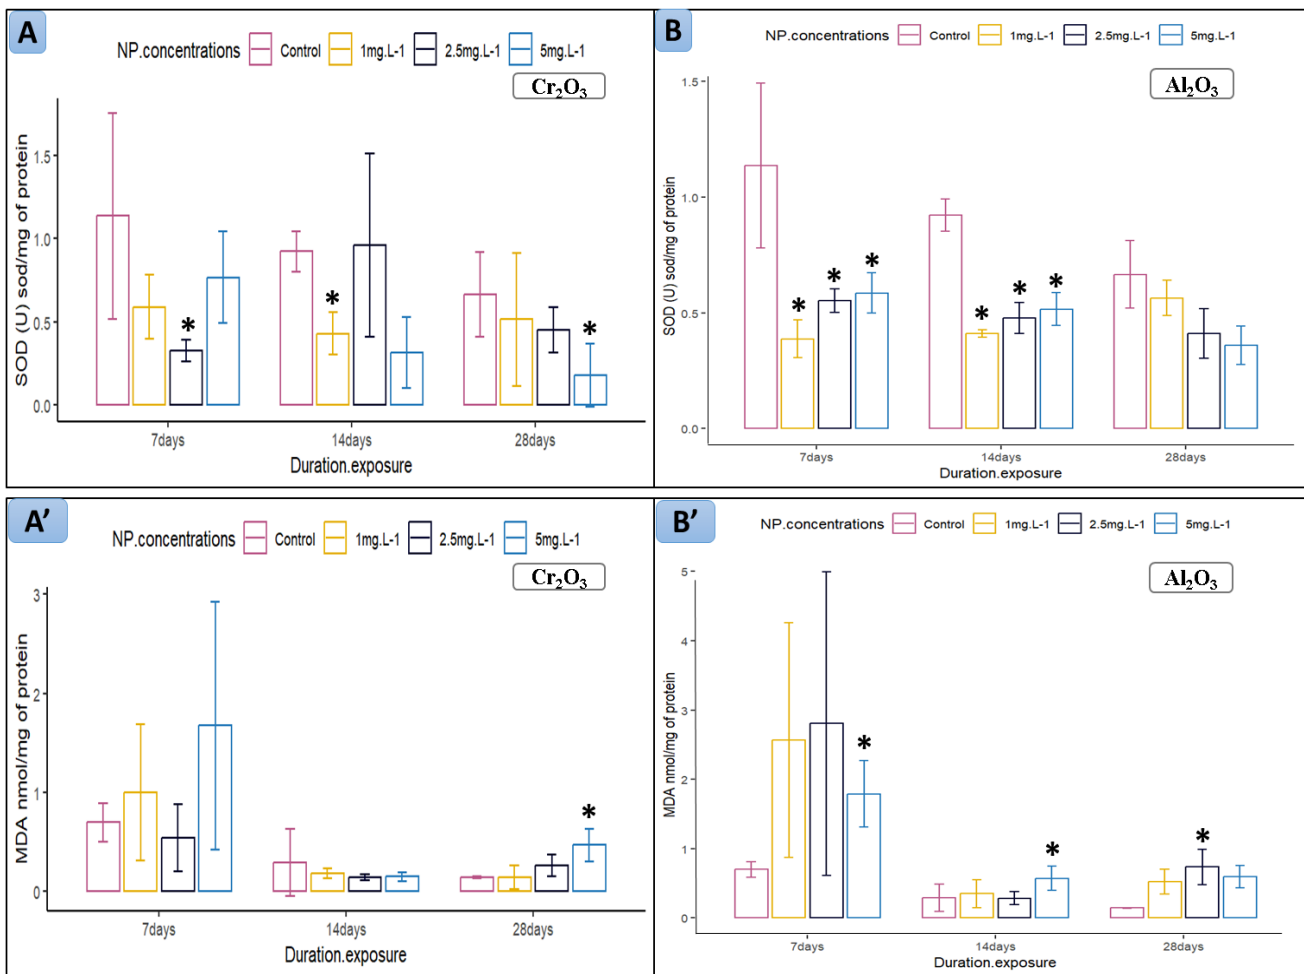 A
NP.concentrations Control 1mg.L-1 2.5mg.L-1 5mg.L-1
Cr₂O₃
SOD (U) sod/mg of protein
1.5
1.0
0.5
0.0
*
*
*
7days 14days 28days
Duration.exposure
B
NP.concentrations Control 1mg.L-1 2.5mg.L-1 5mg.L-1
Al₂O₃
SOD (U) sod/mg of protein
1.5
1.0
0.5
0.0
* * *
* * *
7days 14days 28days
Duration.exposure
A’
NP.concentrations Control 1mg.L-1 2.5mg.L-1 5mg.L-1
Cr₂O₃
MDA nmol/mg of protein
3
2
1
0
*
7days 14days 28days
Duration.exposure
B’
NP.concentrations Control 1mg.L-1 2.5mg.L-1 5mg.L-1
Al₂O₃
MDA nmol/mg of protein
5
4
3
2
1
0
*
*
*
7days 14days 28days
Duration.exposure